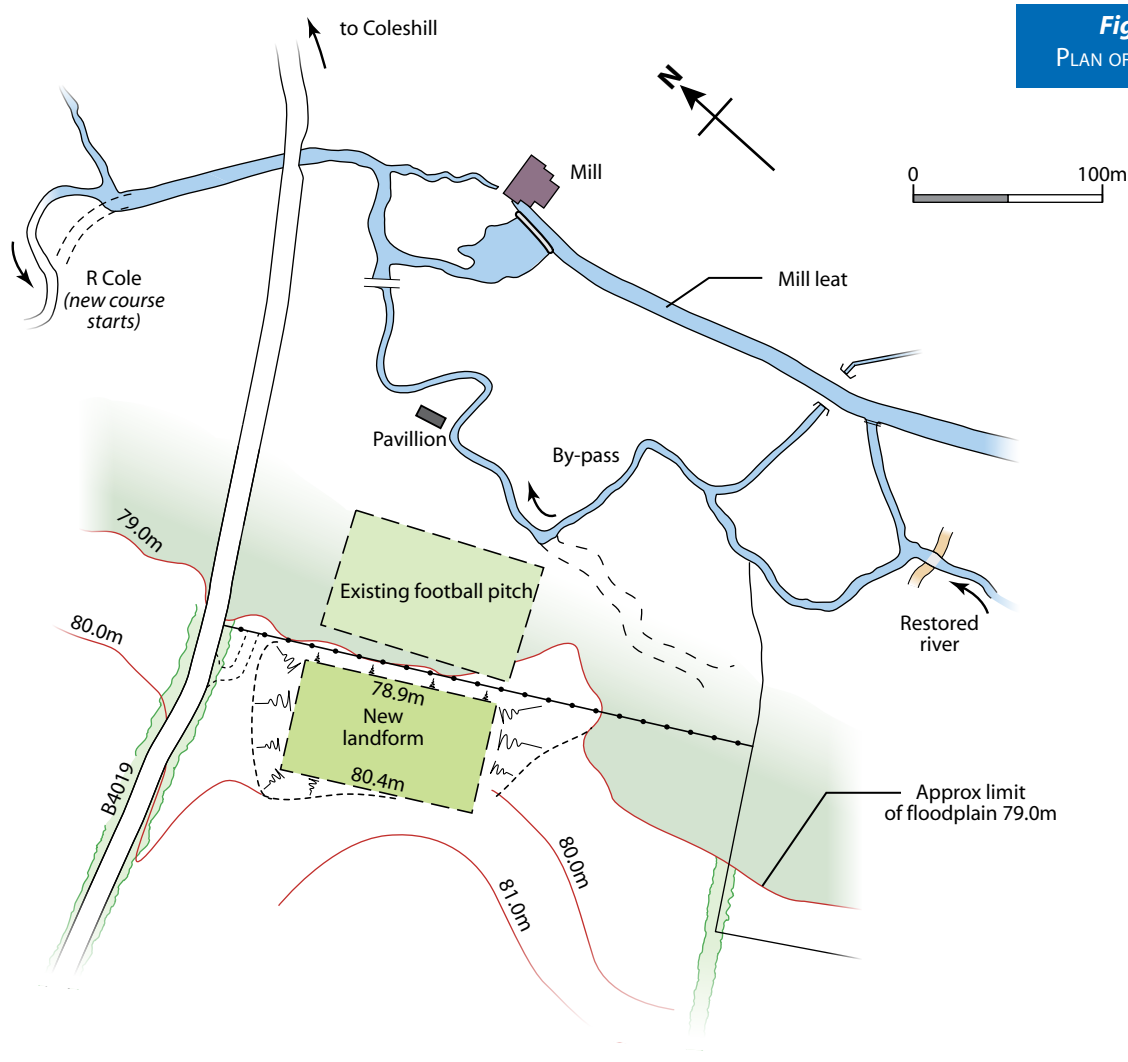 to Coleshill
Fig
PLAN OF
N
Mill
0 100m
R Cole
(new course
starts)
Mill leat
Pavillion
By-pass
79.0m
Existing football pitch
80.0m
Restored
river
78.9m
New
landform
80.4m
B4019
Approx limit
of floodplain 79.0m
80.0m
81.0m